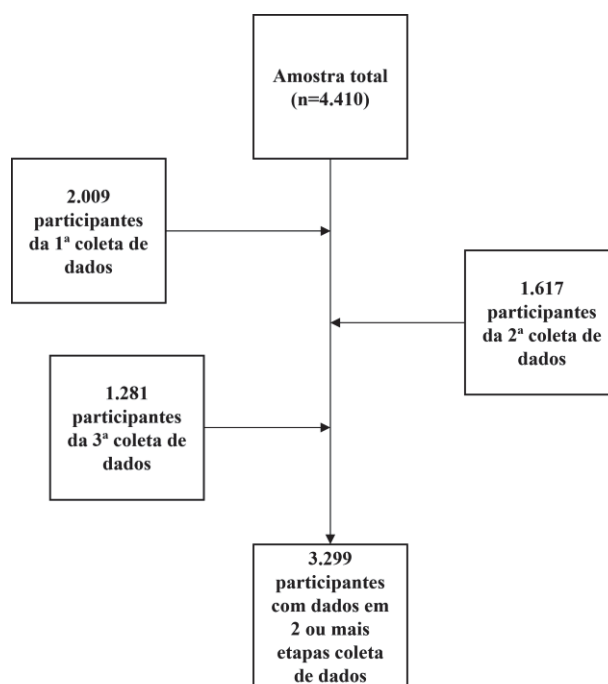 Amostra total
(n=4.410)
2.009
participantes
da 1ª coleta de
dados
1.617
participantes
da 2ª coleta de
dados
1.281
participantes
da 3ª coleta de
dados
3.299
participantes
com dados em
2 ou mais
etapas coleta
de dados